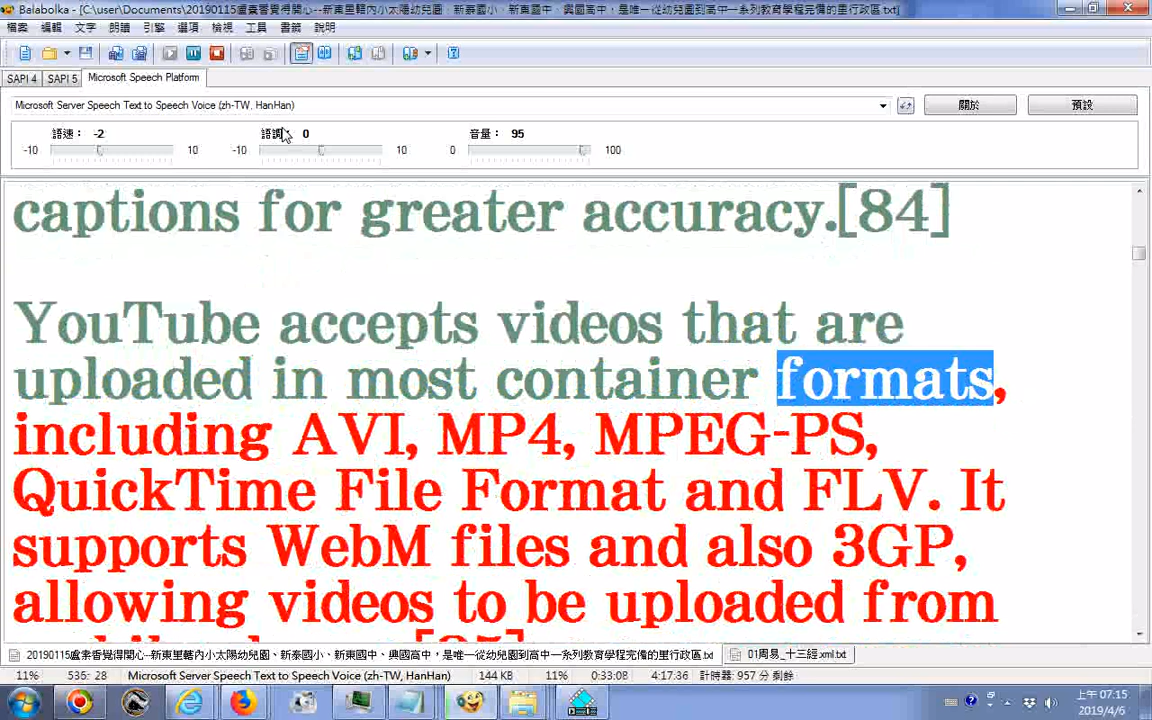 Balabolka - [C:\user\Documents\20190115盧素香覺得開心--新東里轄內小太陽幼兒園、新泰國小、新東國中、興國高中，是唯一從幼兒園到高中一系列教育學程完備的里行政區.txt]
檔案 編輯 文字 朗讀 引擎 選項 檢視 工具 書籤 說明
SAPI 4 SAPI 5 Microsoft Speech Platform
Microsoft Server Speech Text to Speech Voice (zh-TW, HanHan) 關於 預設
語速： -2 語調： 0 音量： 95
-10 10 -10 10 0 100
captions for greater accuracy.[84]
YouTube accepts videos that are
uploaded in most container formats,
including AVI, MP4, MPEG-PS,
QuickTime File Format and FLV. It
supports WebM files and also 3GP,
allowing videos to be uploaded from
20190115盧素香覺得開心--新東里轄內小太陽幼兒園、新泰國小、新東國中、興國高中，是唯一從幼兒園到高中一系列教育學程完備的里行政區.txt 01周易_十三經.xml.txt
11% 535: 28 Microsoft Server Speech Text to Speech Voice (zh-TW, HanHan) 144 KB 11% 0:33:08 4:17:36 計時器: 957 分 剩餘
上午 07:15
2019/4/6